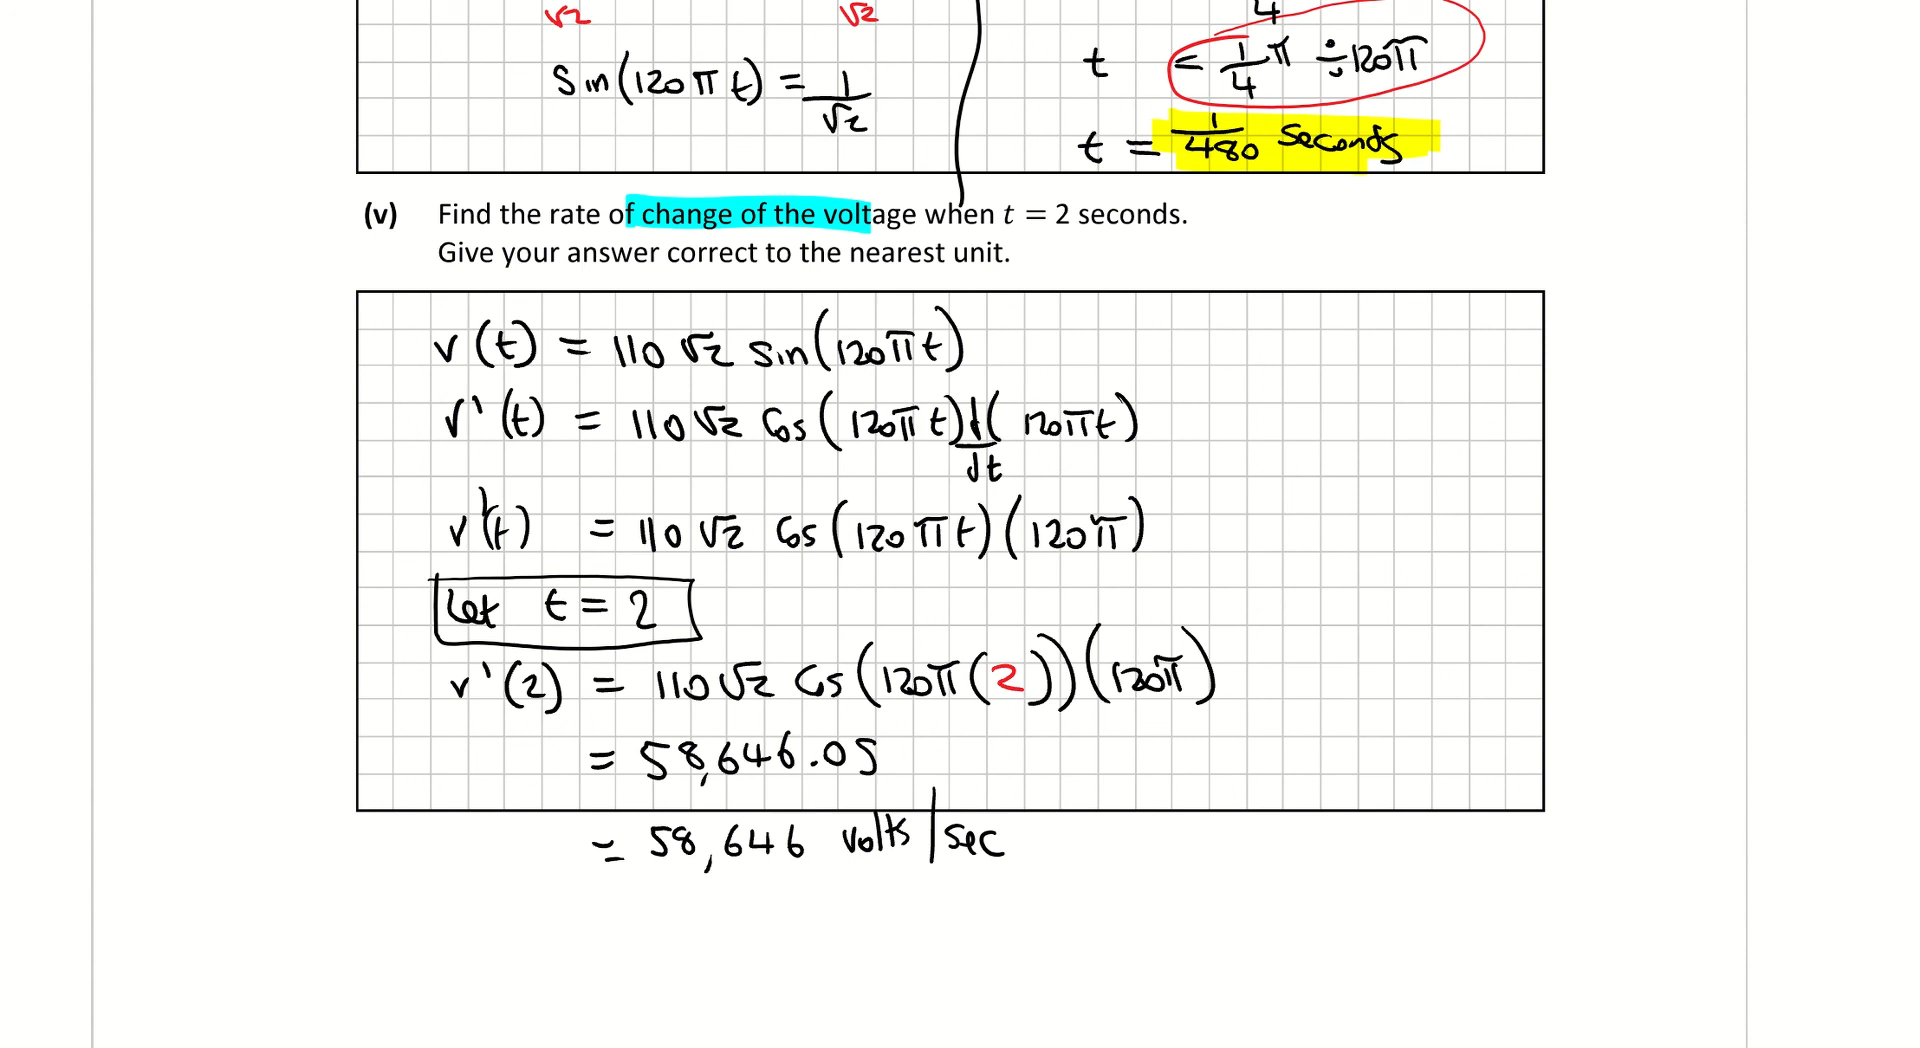 √2 √2
4
sin(120πt) = 1/√2
t = 1/4 π ÷ 120π
t = 1/480 seconds
(v) Find the rate of change of the voltage when t = 2 seconds.
Give your answer correct to the nearest unit.
v(t) = 110√2 sin(120πt)
v'(t) = 110√2 Cos(120πt) d/dt(120πt)
v'(t) = 110√2 Cos(120πt)(120π)
Let t = 2
v'(2) = 110√2 Cos(120π(2))(120π)
= 58,646.05
≃ 58,646 volts/sec